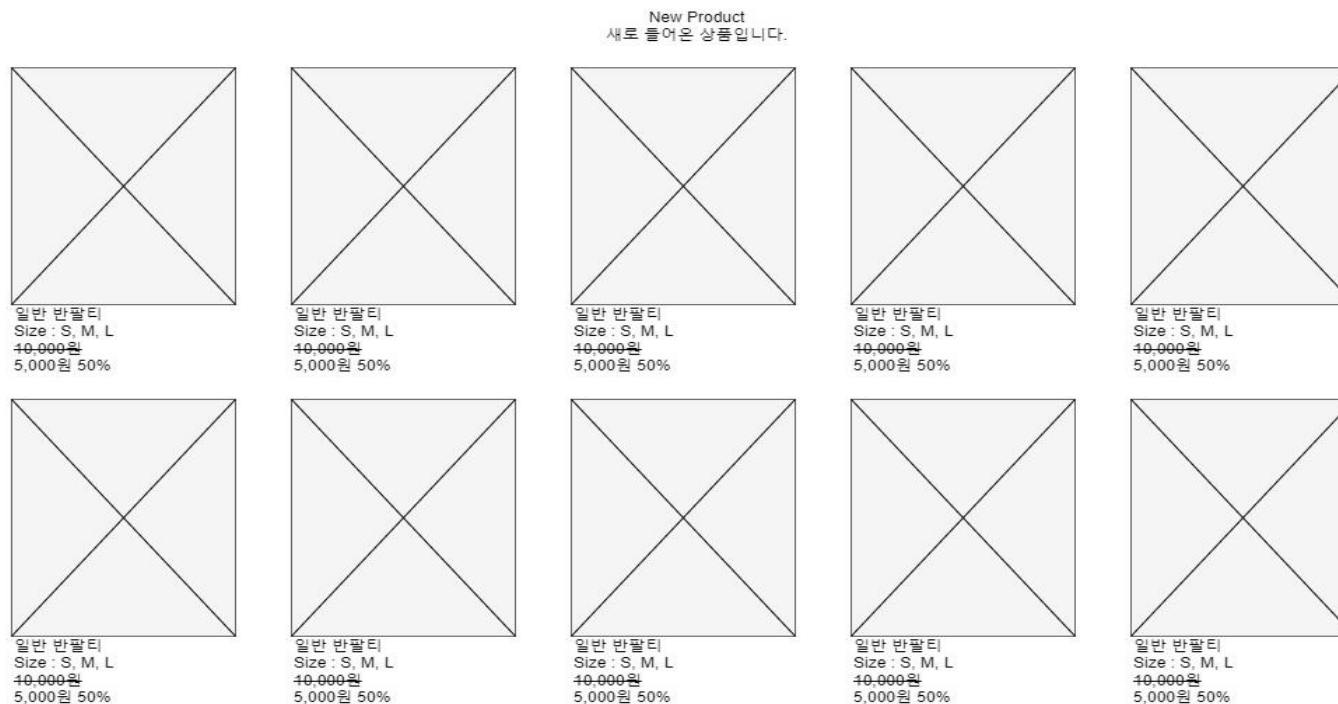 New Product
새로 들어온 상품입니다.
일반 반팔티
Size : S, M, L
10,000원
5,000원 50%
일반 반팔티
Size : S, M, L
10,000원
5,000원 50%
일반 반팔티
Size : S, M, L
10,000원
5,000원 50%
일반 반팔티
Size : S, M, L
10,000원
5,000원 50%
일반 반팔티
Size : S, M, L
10,000원
5,000원 50%
일반 반팔티
Size : S, M, L
10,000원
5,000원 50%
일반 반팔티
Size : S, M, L
10,000원
5,000원 50%
일반 반팔티
Size : S, M, L
10,000원
5,000원 50%
일반 반팔티
Size : S, M, L
10,000원
5,000원 50%
일반 반팔티
Size : S, M, L
10,000원
5,000원 50%